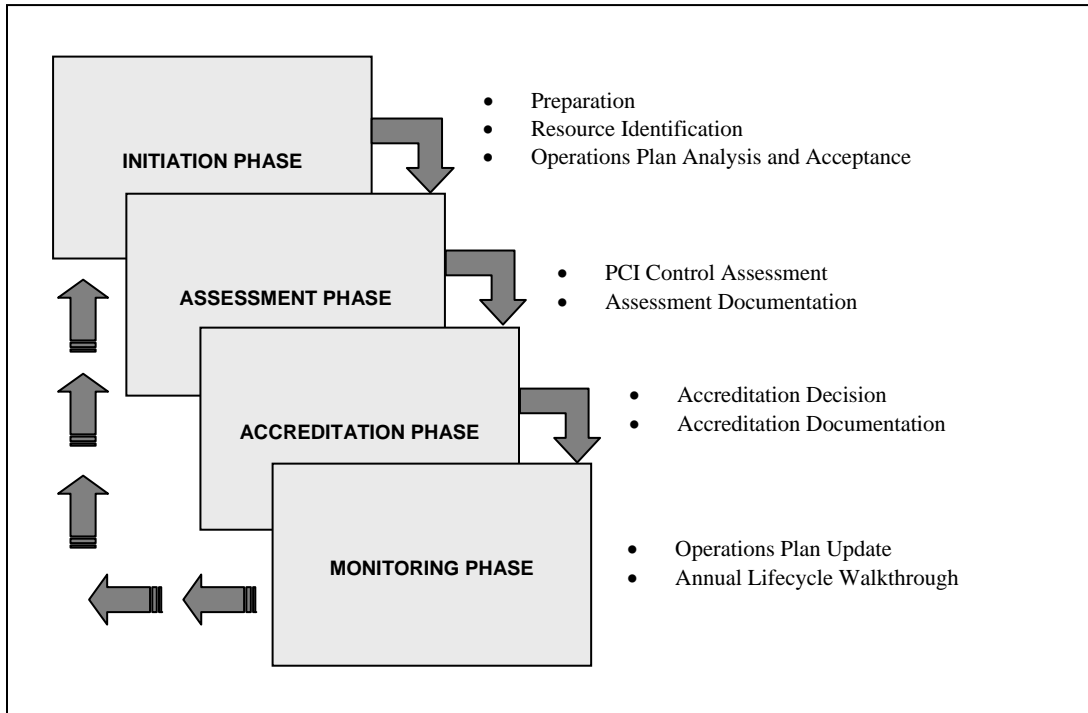 INITIATION PHASE
• Preparation
• Resource Identification
• Operations Plan Analysis and Acceptance
ASSESSMENT PHASE
• PCI Control Assessment
• Assessment Documentation
ACCREDITATION PHASE
• Accreditation Decision
• Accreditation Documentation
MONITORING PHASE
• Operations Plan Update
• Annual Lifecycle Walkthrough